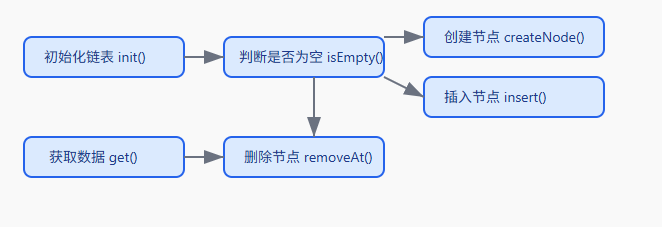 初始化链表 init()
判断是否为空 isEmpty()
创建节点 createNode()
插入节点 insert()
获取数据 get()
删除节点 removeAt()